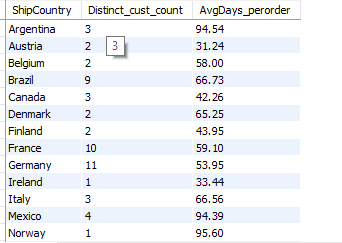 ShipCountry Distinct_cust_count AvgDays_perorder
Argentina 3 94.54
Austria 2 3 31.24
Belgium 2 58.00
Brazil 9 66.73
Canada 3 42.26
Denmark 2 65.25
Finland 2 43.95
France 10 59.10
Germany 11 53.95
Ireland 1 33.44
Italy 3 66.56
Mexico 4 94.39
Norway 1 95.60